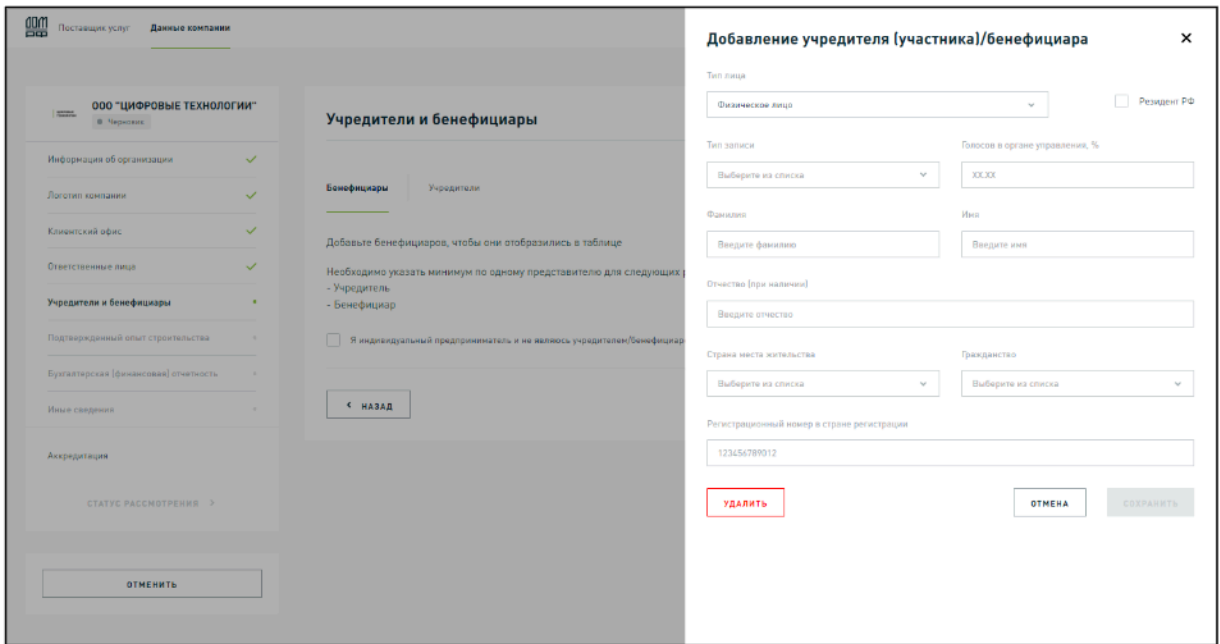 ДОМ
РФ
Поставщик услуг
Данные компании
ООО "ЦИФРОВЫЕ ТЕХНОЛОГИИ"
Черновик
Информация об организации
Логотип компании
Клиентский офис
Ответственные лица
Учредители и бенефициары
Подтвержденный опыт строительства
Бухгалтерская (финансовая) отчетность
Иные сведения
Аккредитация
СТАТУС РАССМОТРЕНИЯ >
ОТМЕНИТЬ
Учредители и бенефициары
Бенефициары
Учредители
Добавьте бенефициаров, чтобы они отобразились в таблице
Необходимо указать минимум по одному представителю для следующих р
- Учредитель
- Бенефициар
Я индивидуальный предприниматель и не являюсь учредителем/бенефициар
< НАЗАД
Добавление учредителя (участника)/бенефициара
Тип лица
Физическое лицо
Резидент РФ
Тип записи
Голосов в органе управления, %
Выберите из списка
XX.XX
Фамилия
Имя
Введите фамилию
Введите имя
Отчество (при наличии)
Введите отчество
Страна места жительства
Гражданство
Выберите из списка
Выберите из списка
Регистрационный номер в стране регистрации
123456789012
УДАЛИТЬ
ОТМЕНА
СОХРАНИТЬ